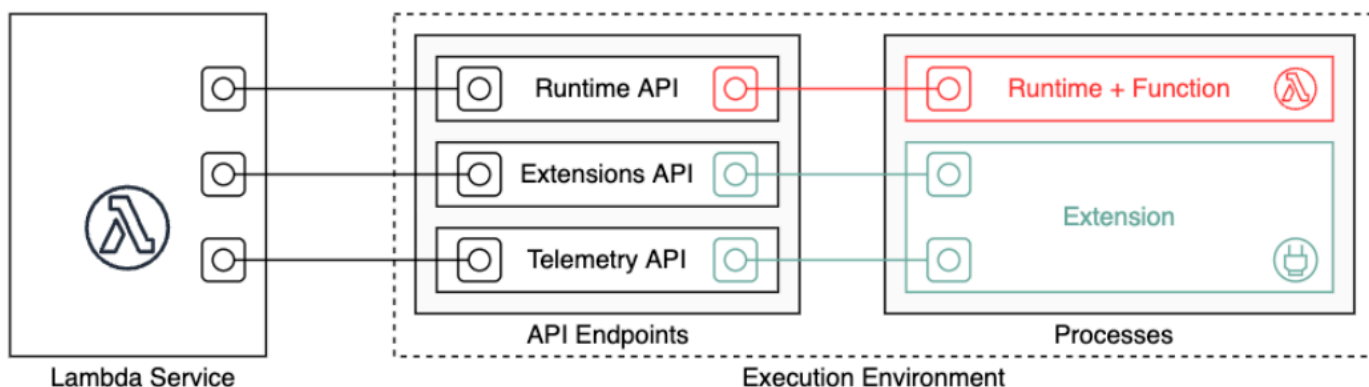 Runtime API
Runtime + Function
Extensions API
Extension
Telemetry API
API Endpoints
Processes
Lambda Service
Execution Environment